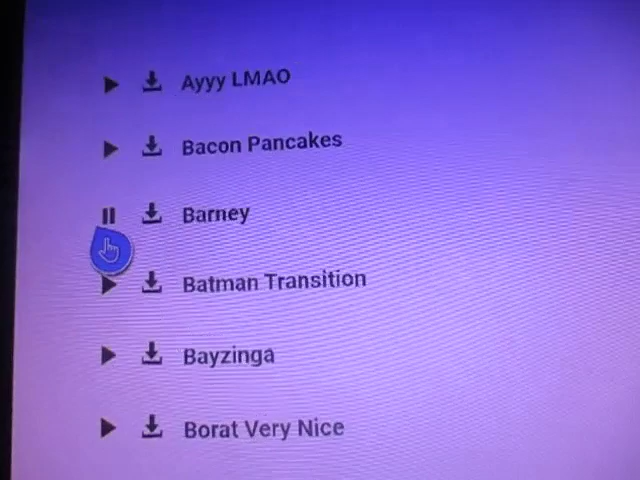 Ayyy LMAO
Bacon Pancakes
Barney
Batman Transition
Bayzinga
Borat Very Nice